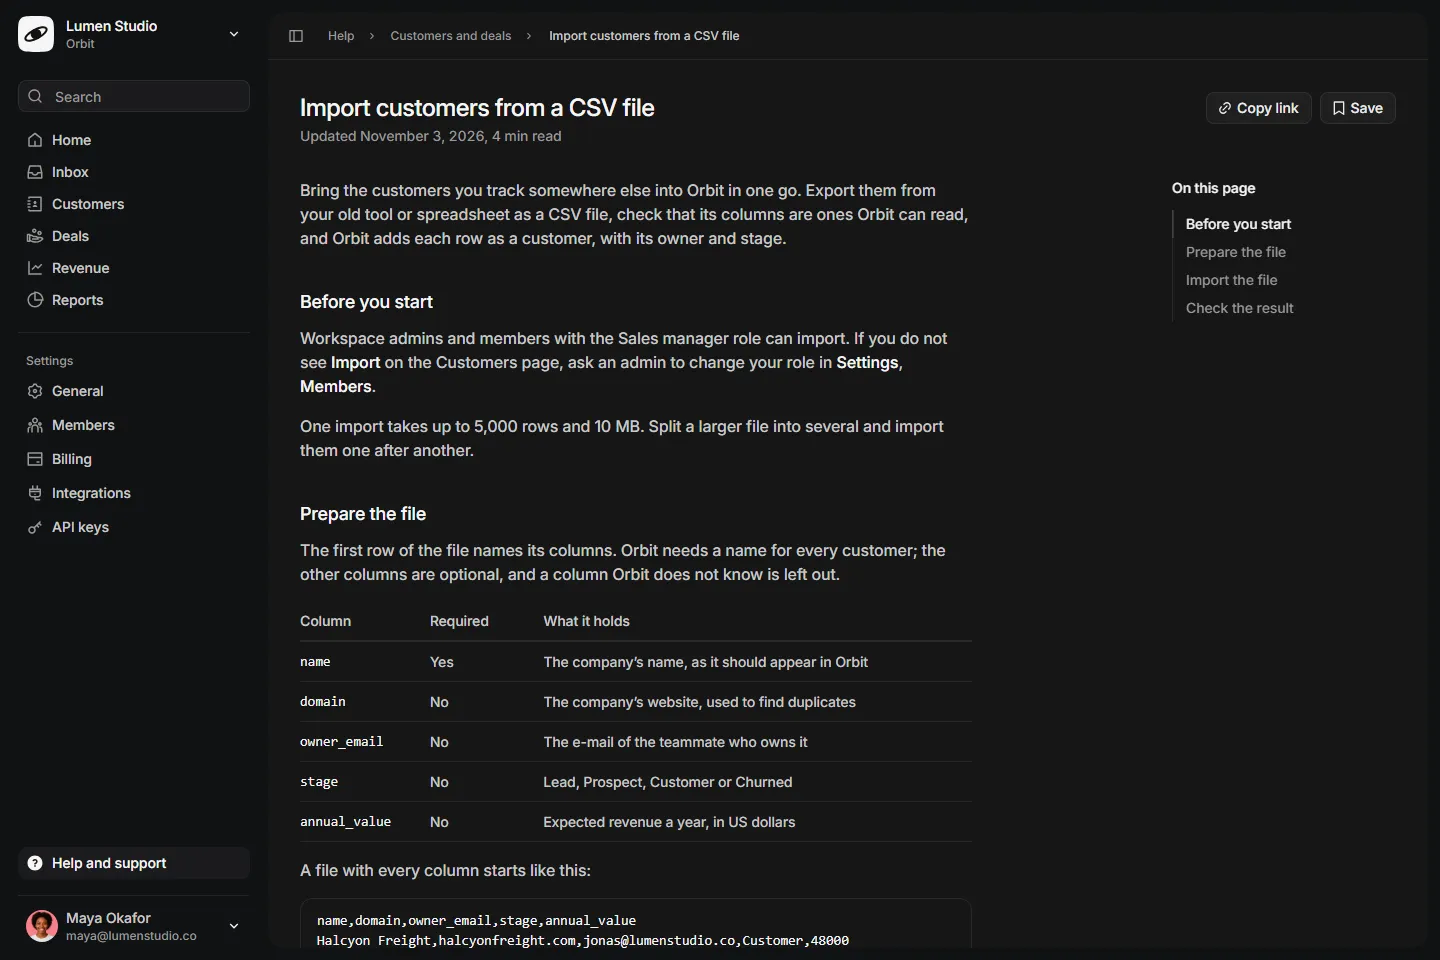 Lumen Studio
Orbit
Search
Home
Inbox
Customers
Deals
Revenue
Reports
Settings
General
Members
Billing
Integrations
API keys
Help and support
Maya Okafor
maya@lumenstudio.co
Help
Customers and deals
Import customers from a CSV file
Import customers from a CSV file
Updated November 3, 2026, 4 min read
Copy link
Save
Bring the customers you track somewhere else into Orbit in one go. Export them from
your old tool or spreadsheet as a CSV file, check that its columns are ones Orbit can read,
and Orbit adds each row as a customer, with its owner and stage.
Before you start
Workspace admins and members with the Sales manager role can import. If you do not
see Import on the Customers page, ask an admin to change your role in Settings,
Members.
One import takes up to 5,000 rows and 10 MB. Split a larger file into several and import
them one after another.
Prepare the file
The first row of the file names its columns. Orbit needs a name for every customer; the
other columns are optional, and a column Orbit does not know is left out.
Column Required What it holds
name Yes The company’s name, as it should appear in Orbit
domain No The company’s website, used to find duplicates
owner_email No The e-mail of the teammate who owns it
stage No Lead, Prospect, Customer or Churned
annual_value No Expected revenue a year, in US dollars
A file with every column starts like this:
name,domain,owner_email,stage,annual_value
Halcyon Freight,halcyonfreight.com,jonas@lumenstudio.co,Customer,48000
On this page
Before you start
Prepare the file
Import the file
Check the result